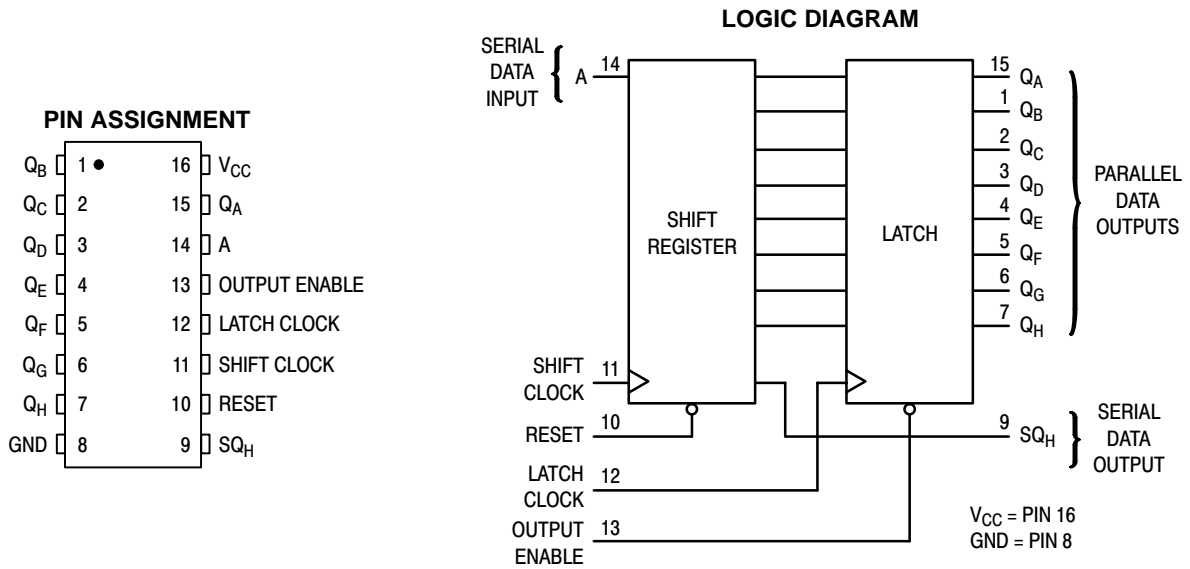 LOGIC DIAGRAM
PIN ASSIGNMENT
QB 1 16 VCC
QC 2 15 QA
QD 3 14 A
QE 4 13 OUTPUT ENABLE
QF 5 12 LATCH CLOCK
QG 6 11 SHIFT CLOCK
QH 7 10 RESET
GND 8 9 SQH
SERIAL
DATA
INPUT
A 14
SHIFT
REGISTER
LATCH
15 QA
1 QB
2 QC
3 QD
4 QE
5 QF
6 QG
7 QH
PARALLEL
DATA
OUTPUTS
SHIFT
CLOCK
11
RESET 10
LATCH
CLOCK
12
OUTPUT
ENABLE
13
9 SQH
SERIAL
DATA
OUTPUT
VCC = PIN 16
GND = PIN 8